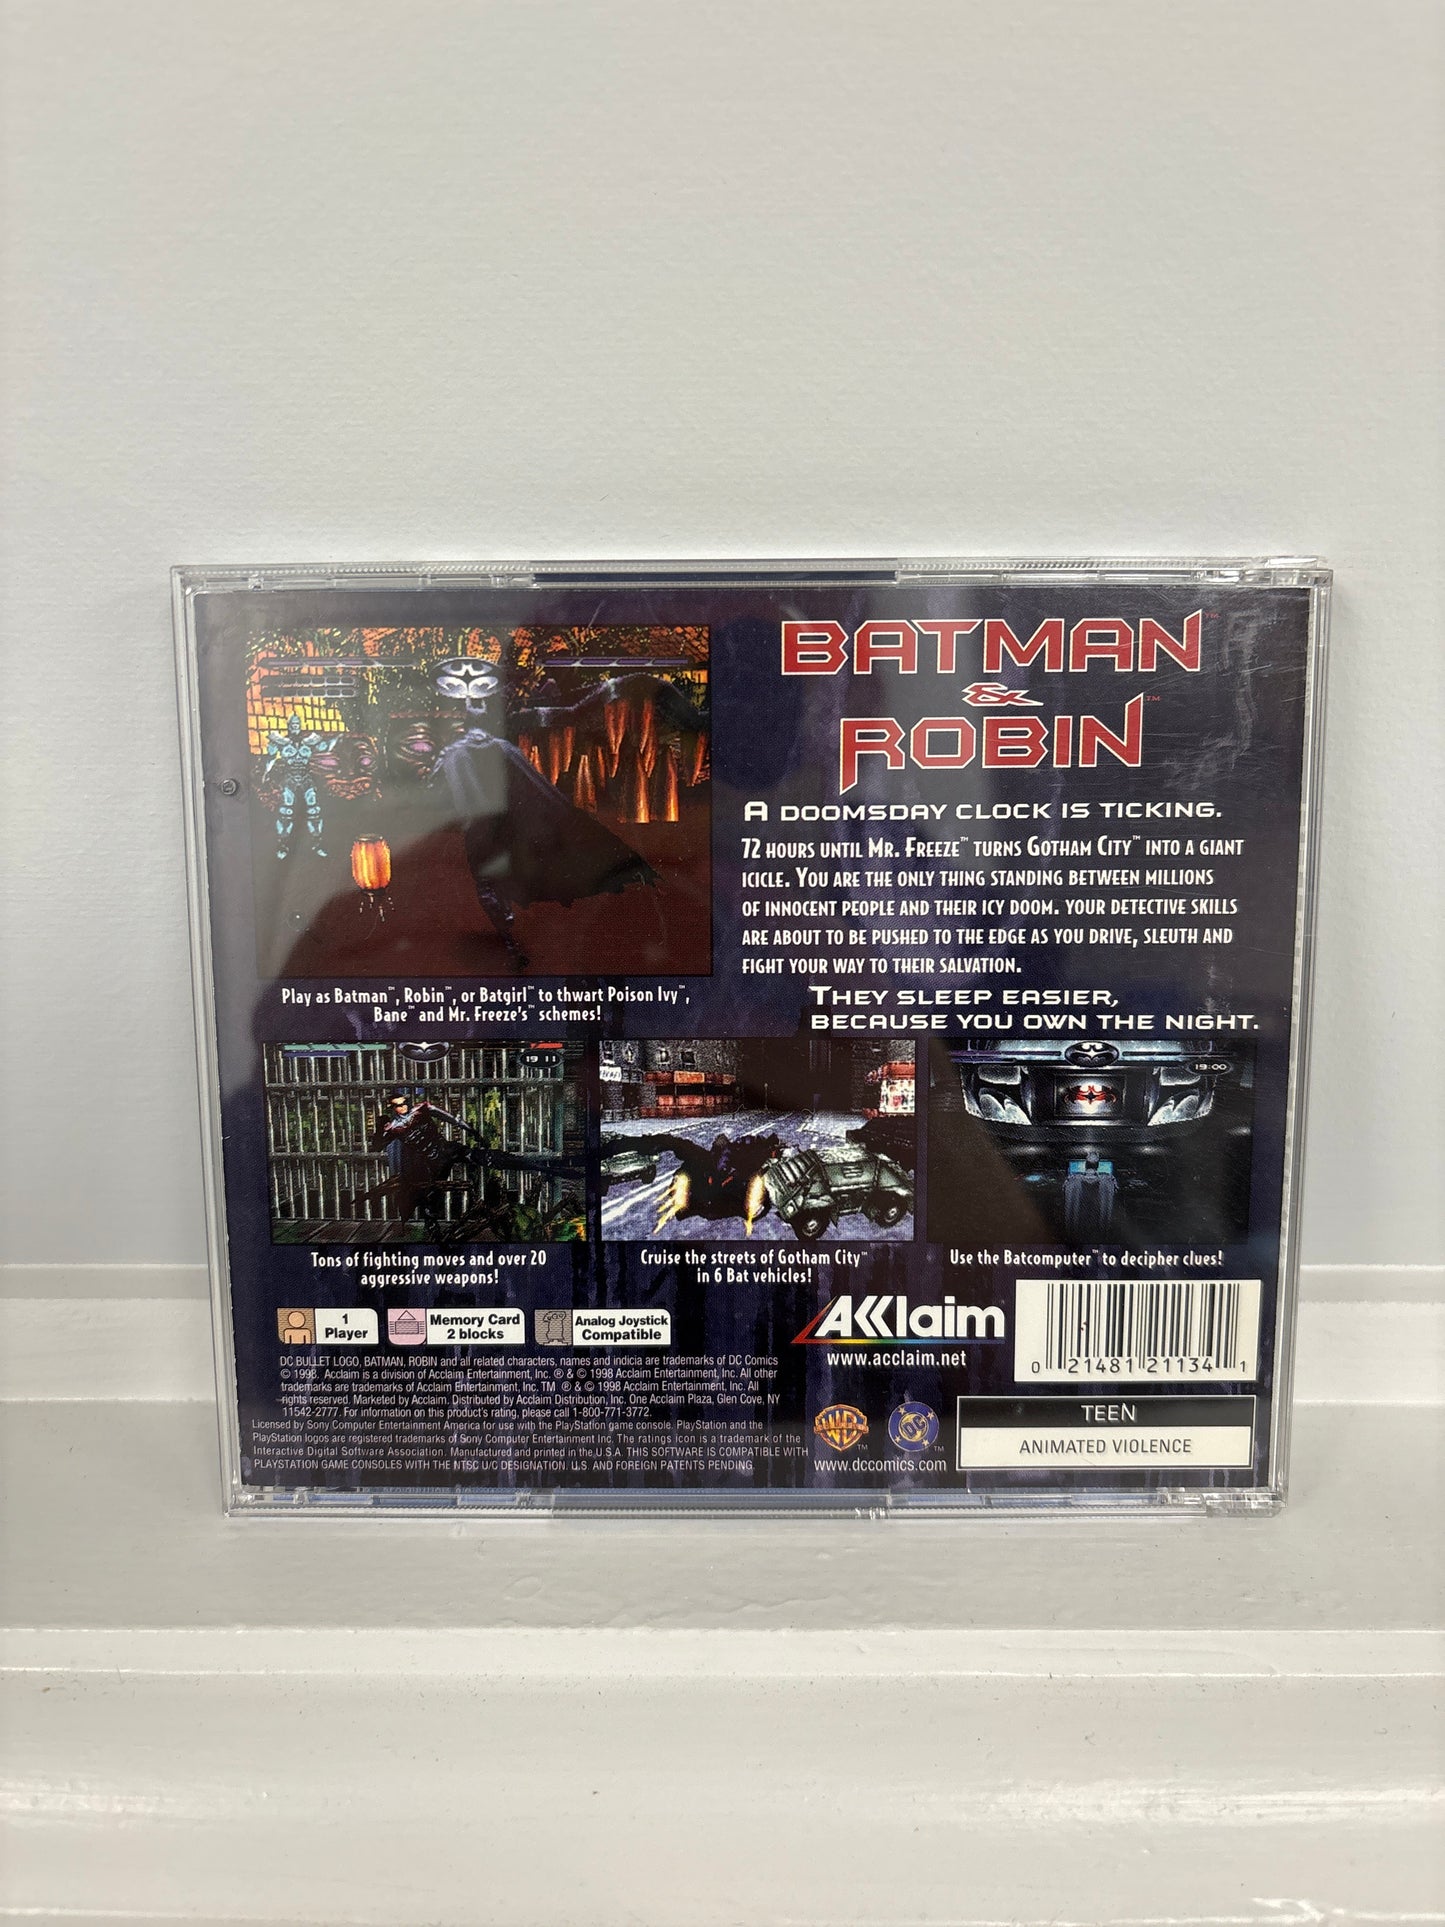 BATMAN™
&
ROBIN™
A DOOMSDAY CLOCK IS TICKING.
72 HOURS UNTIL MR. FREEZE™ TURNS GOTHAM CITY™ INTO A GIANT
ICICLE. YOU ARE THE ONLY THING STANDING BETWEEN MILLIONS
OF INNOCENT PEOPLE AND THEIR ICY DOOM. YOUR DETECTIVE SKILLS
ARE ABOUT TO BE PUSHED TO THE EDGE AS YOU DRIVE, SLEUTH AND
FIGHT YOUR WAY TO THEIR SALVATION.
THEY SLEEP EASIER,
BECAUSE YOU OWN THE NIGHT.
Play as Batman™, Robin™, or Batgirl™ to thwart Poison Ivy™,
Bane™ and Mr. Freeze's™ schemes!
19 11
19:00
Tons of fighting moves and over 20
aggressive weapons!
Cruise the streets of Gotham City™
in 6 Bat vehicles!
Use the Batcomputer™ to decipher clues!
1
Player
Memory Card
2 blocks
Analog Joystick
Compatible
AKKlaim
www.acclaim.net
0 21481 21134 1
DC BULLET LOGO, BATMAN, ROBIN and all related characters, names and indicia are trademarks of DC Comics
© 1998. Acclaim is a division of Acclaim Entertainment, Inc. ® & © 1998 Acclaim Entertainment, Inc. All other
trademarks are trademarks of Acclaim Entertainment, Inc. TM ® & © 1998 Acclaim Entertainment, Inc. All
rights reserved. Marketed by Acclaim. Distributed by Acclaim Distribution, Inc. One Acclaim Plaza, Glen Cove, NY
11542-2777. For information on this product's rating, please call 1-800-771-3772.
Licensed by Sony Computer Entertainment America for use with the PlayStation game console. PlayStation and the
PlayStation logos are registered trademarks of Sony Computer Entertainment Inc. The ratings icon is a trademark of the
Interactive Digital Software Association. Manufactured and printed in the U.S.A. THIS SOFTWARE IS COMPATIBLE WITH
PLAYSTATION GAME CONSOLES WITH THE NTSC U/C DESIGNATION. U.S. AND FOREIGN PATENTS PENDING.
WB™
DC™
www.dccomics.com
TEEN
ANIMATED VIOLENCE